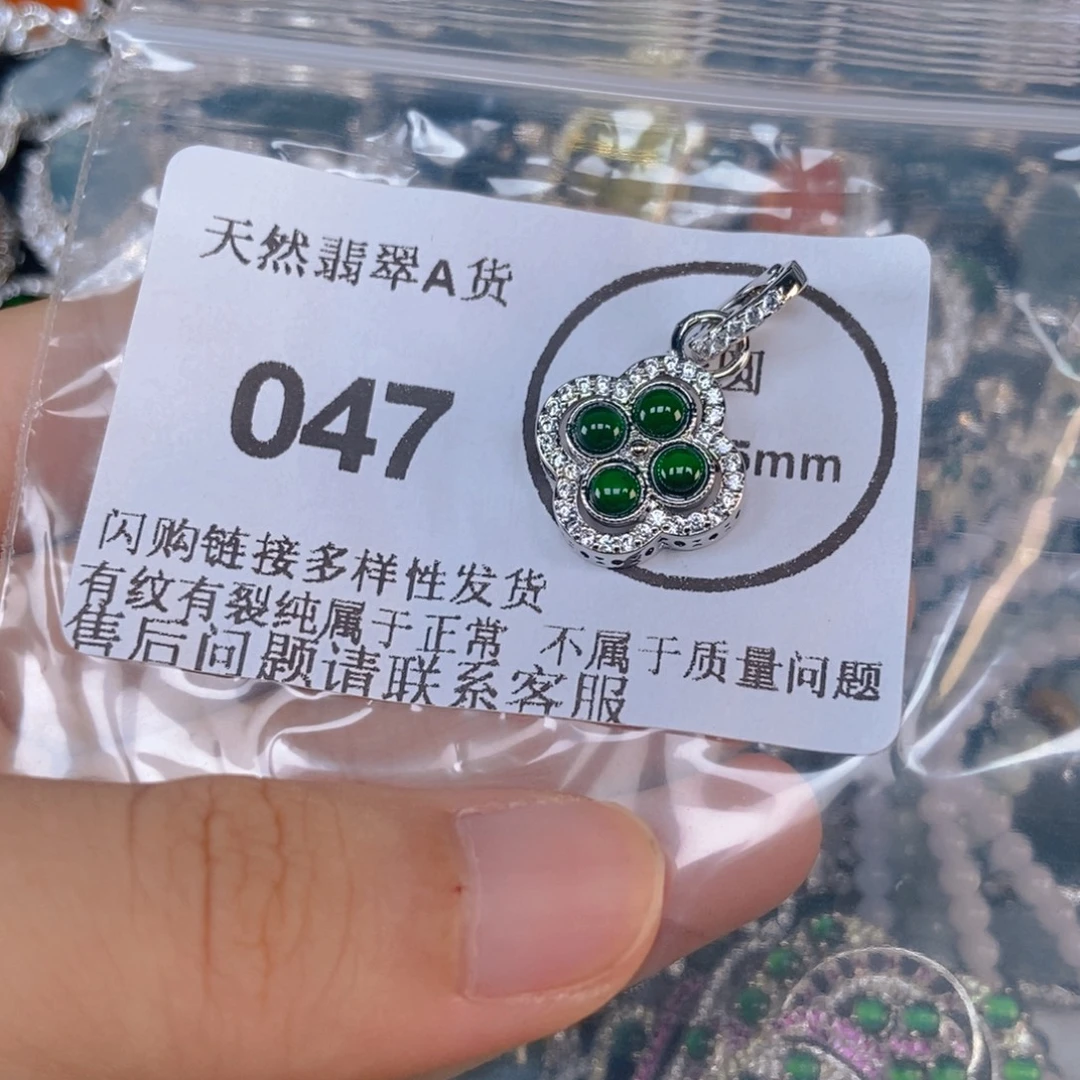 天然翡翠A货
047
圆
5mm
闪购链接多样性发货
有纹有裂纯属于正常 不属于质量问题
售后问题请联系客服